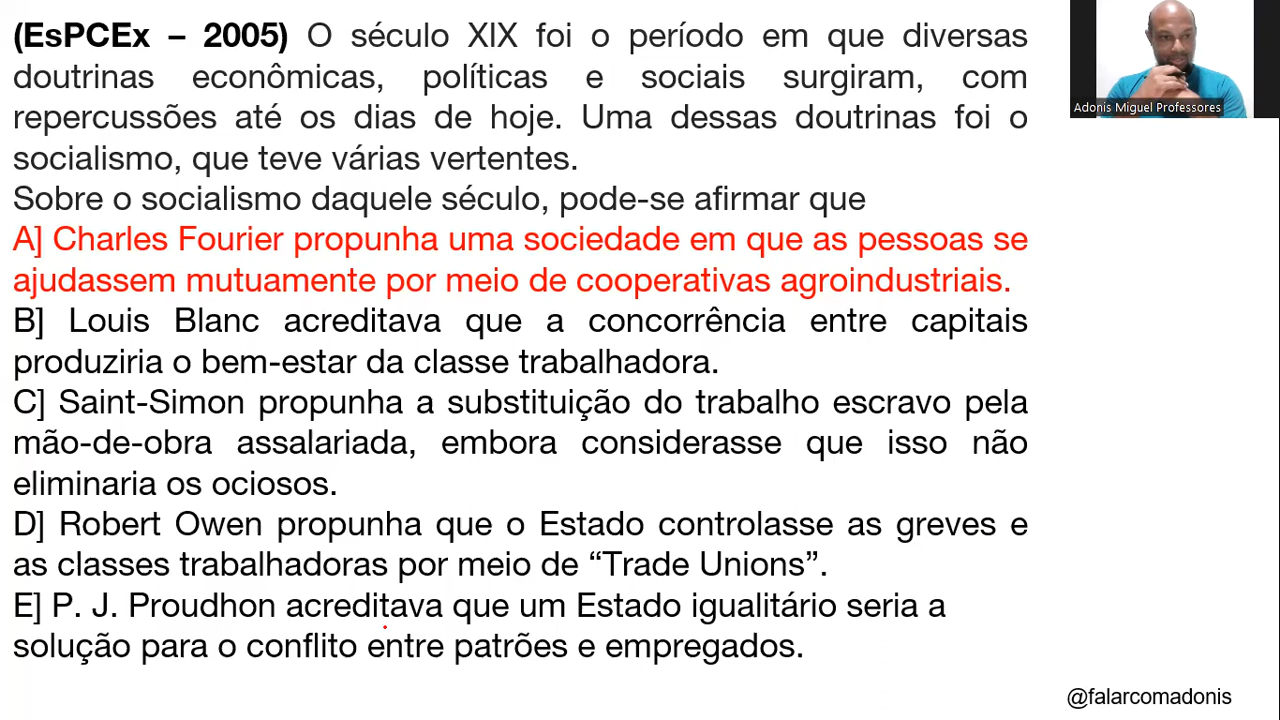 (EsPCEx – 2005) O século XIX foi o período em que diversas
doutrinas econômicas, políticas e sociais surgiram, com
repercussões até os dias de hoje. Uma dessas doutrinas foi o
socialismo, que teve várias vertentes.
Sobre o socialismo daquele século, pode-se afirmar que
A] Charles Fourier propunha uma sociedade em que as pessoas se
ajudassem mutuamente por meio de cooperativas agroindustriais.
B] Louis Blanc acreditava que a concorrência entre capitais
produziria o bem-estar da classe trabalhadora.
C] Saint-Simon propunha a substituição do trabalho escravo pela
mão-de-obra assalariada, embora considerasse que isso não
eliminaria os ociosos.
D] Robert Owen propunha que o Estado controlasse as greves e
as classes trabalhadoras por meio de “Trade Unions”.
E] P. J. Proudhon acreditava que um Estado igualitário seria a
solução para o conflito entre patrões e empregados.
Adonis Miguel Professores
@falarcomadonis